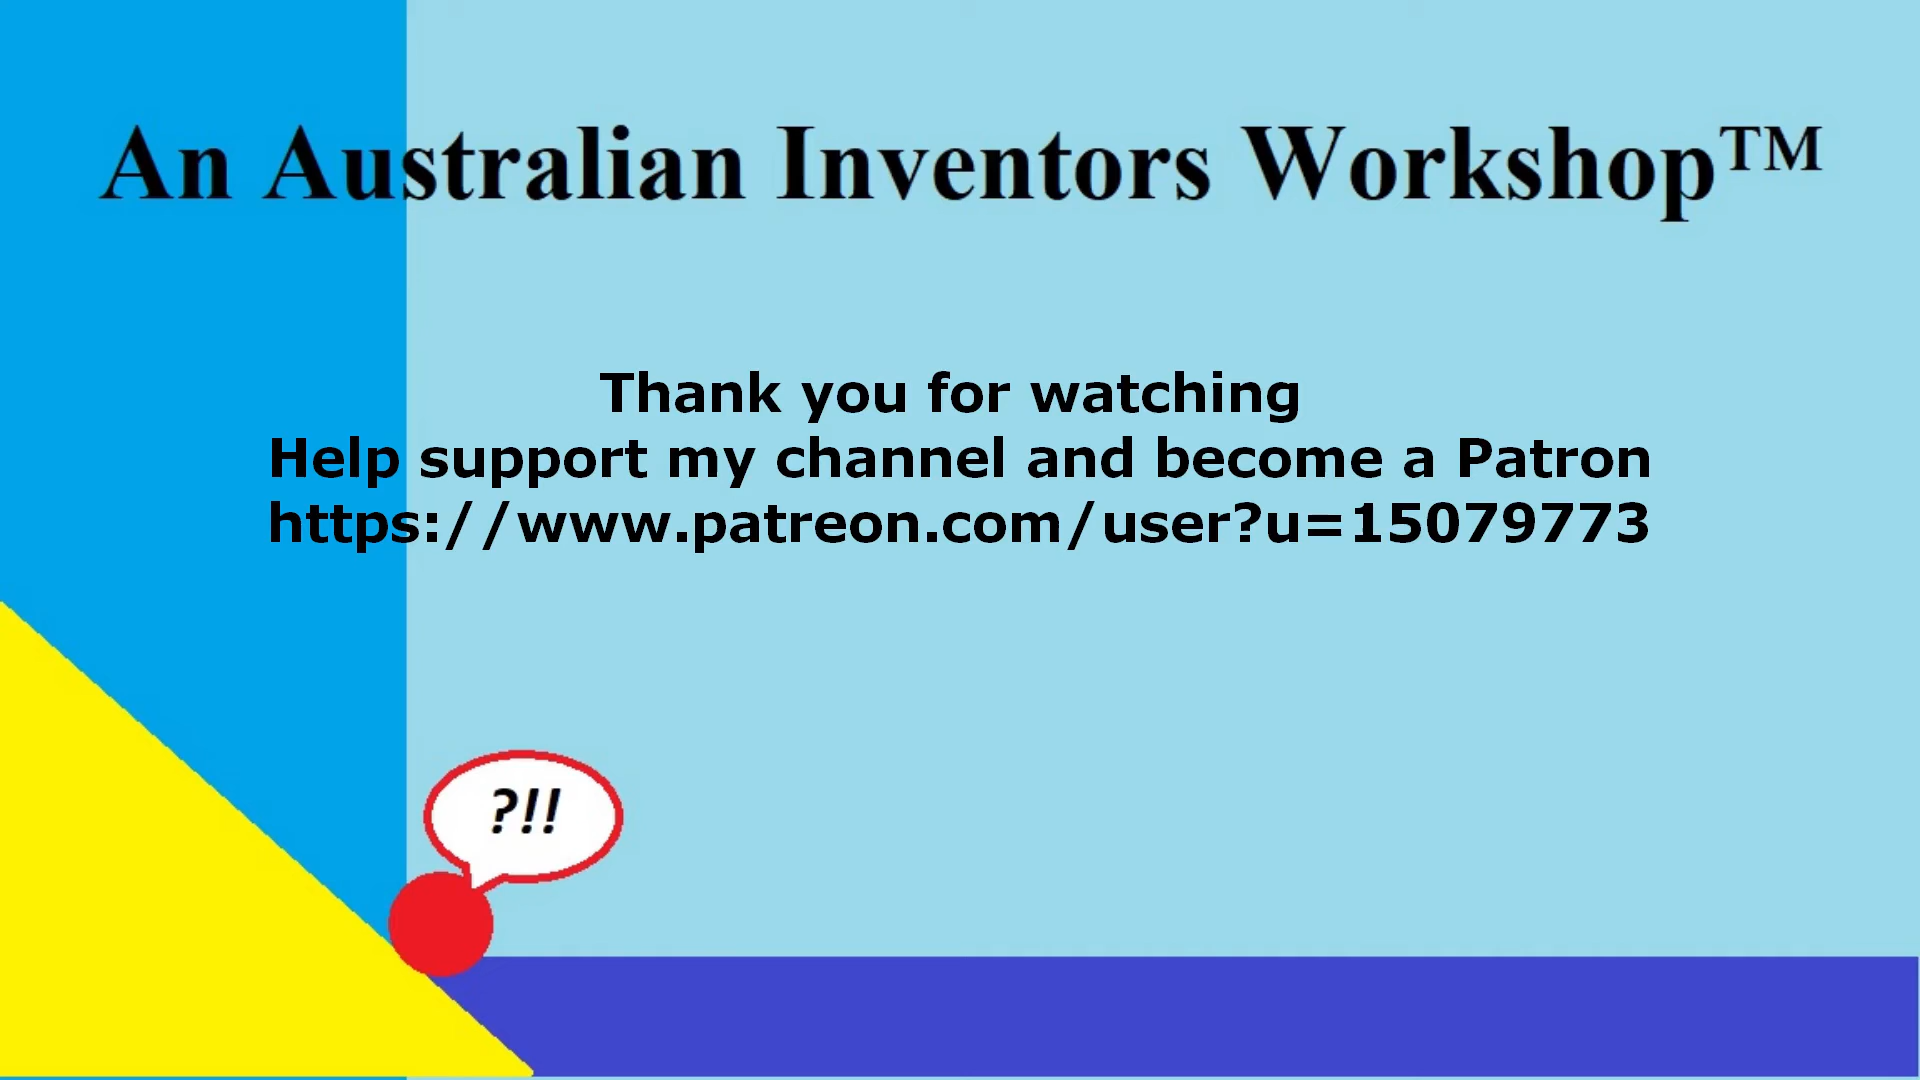 An Australian Inventors Workshop™
Thank you for watching
Help support my channel and become a Patron
https://www.patreon.com/user?u=15079773
?!!